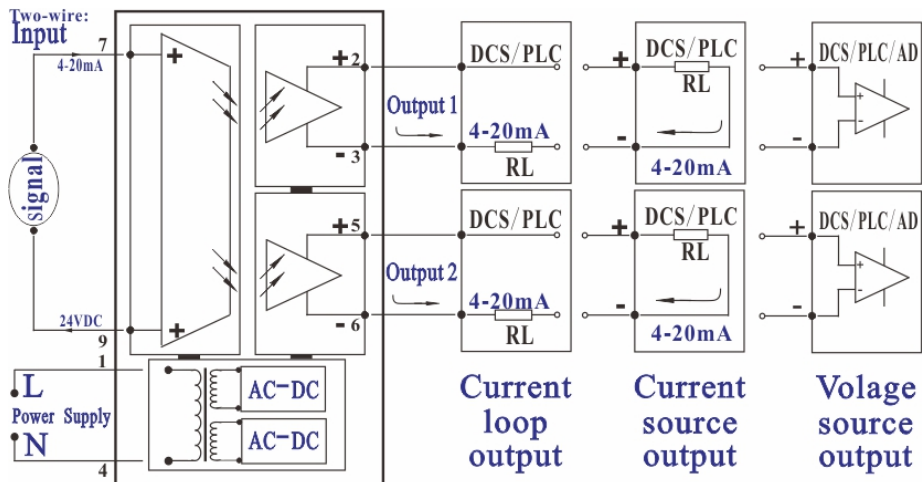 Two-wire:
Input
7
4-20mA
+
signal
24VDC
+
9
1
L
Power Supply
N
4
+2
- 3
+5
- 6
AC-DC
AC-DC
Output 1
Output 2
DCS/PLC
4-20mA
RL
DCS/PLC
4-20mA
RL
Current
loop
output
+
DCS/PLC
RL
-
4-20mA
+
DCS/PLC
RL
-
4-20mA
Current
source
output
DCS/PLC/AD
+
+
-
-
DCS/PLC/AD
+
+
-
-
Volage
source
output